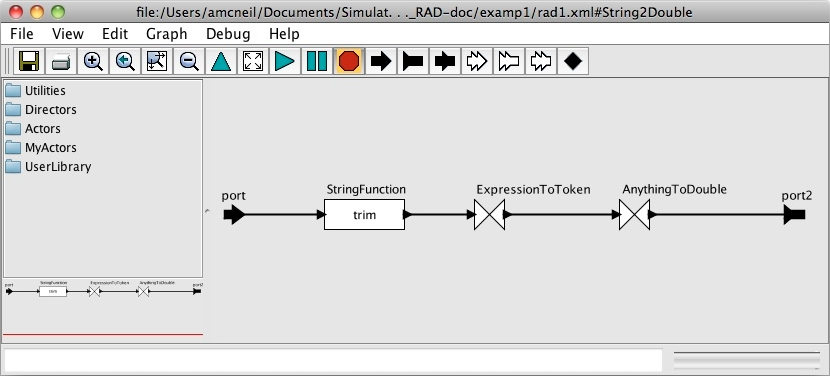 file:/Users/amcneil/Documents/Simulat. . ._RAD-doc/examp1/rad1.xml#String2Double
File View Edit Graph Debug Help
Utilities
Directors
Actors
MyActors
UserLibrary
port
StringFunction
trim
ExpressionToToken
AnythingToDouble
port2
port
StringFunction
trim
ExpressionToToken
AnythingToDouble
port2